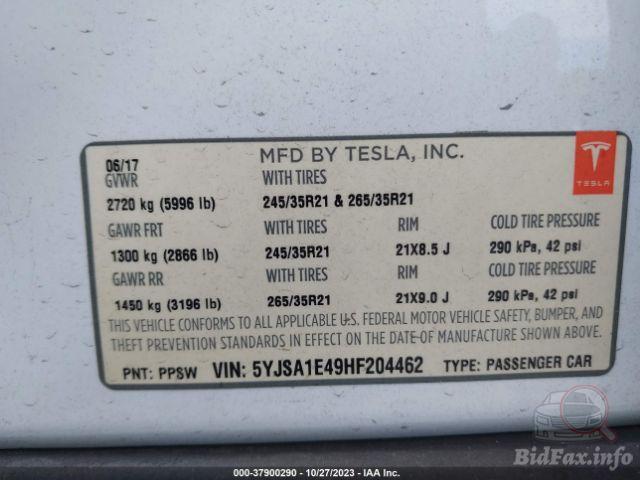 MFD BY TESLA, INC.
TESLA
06/17
GVWR WITH TIRES
2720 kg (5996 lb) 245/35R21 & 265/35R21
GAWR FRT WITH TIRES RIM COLD TIRE PRESSURE
1300 kg (2866 lb) 245/35R21 21X8.5 J 290 kPa, 42 psi
GAWR RR WITH TIRES RIM COLD TIRE PRESSURE
1450 kg (3196 lb) 265/35R21 21X9.0 J 290 kPa, 42 psi
THIS VEHICLE CONFORMS TO ALL APPLICABLE U.S. FEDERAL MOTOR VEHICLE SAFETY, BUMPER, AND
THEFT PREVENTION STANDARDS IN EFFECT ON THE DATE OF MANUFACTURE SHOWN ABOVE.
PNT: PPSW VIN: 5YJSA1E49HF204462 TYPE: PASSENGER CAR
BidFax.info
000-37900290 - 10/27/2023 - IAA Inc.